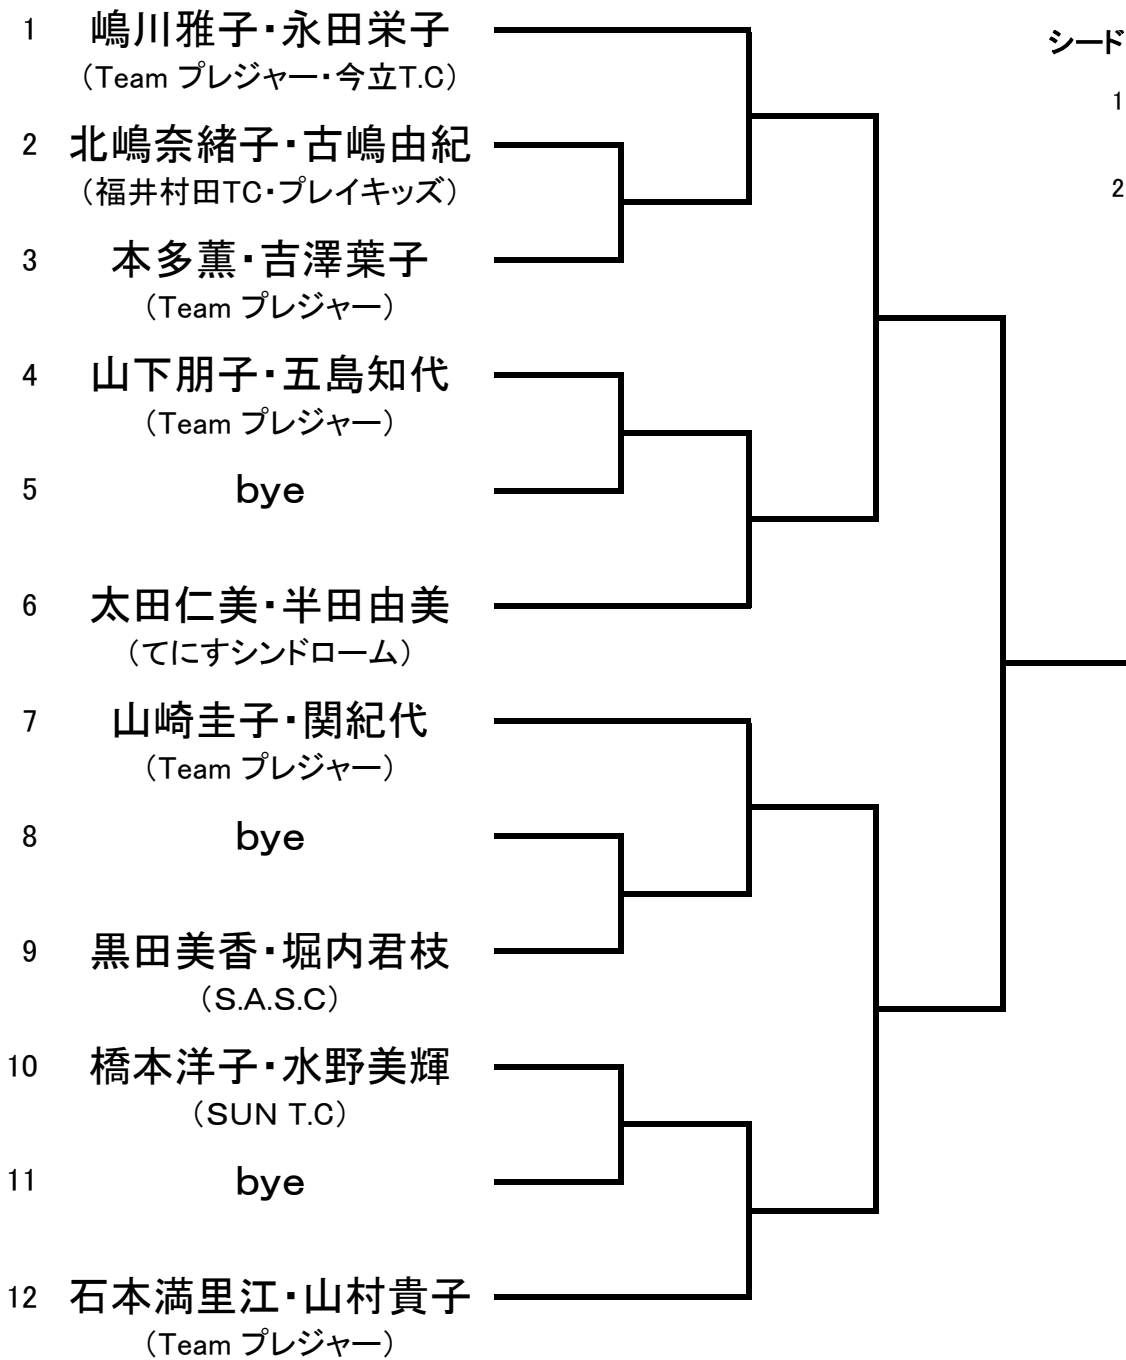 1 嶋川雅子・永田栄子
（Team プレジャー・今立T.C）
2 北嶋奈緒子・古嶋由紀
（福井村田TC・プレイキッズ）
3 本多薫・吉澤葉子
（Team プレジャー）
4 山下朋子・五島知代
（Team プレジャー）
5 bye
6 太田仁美・半田由美
（てにすシンドローム）
7 山崎圭子・関紀代
（Team プレジャー）
8 bye
9 黒田美香・堀内君枝
（S.A.S.C）
10 橋本洋子・水野美輝
（SUN T.C）
11 bye
12 石本満里江・山村貴子
（Team プレジャー）
シード
1
2